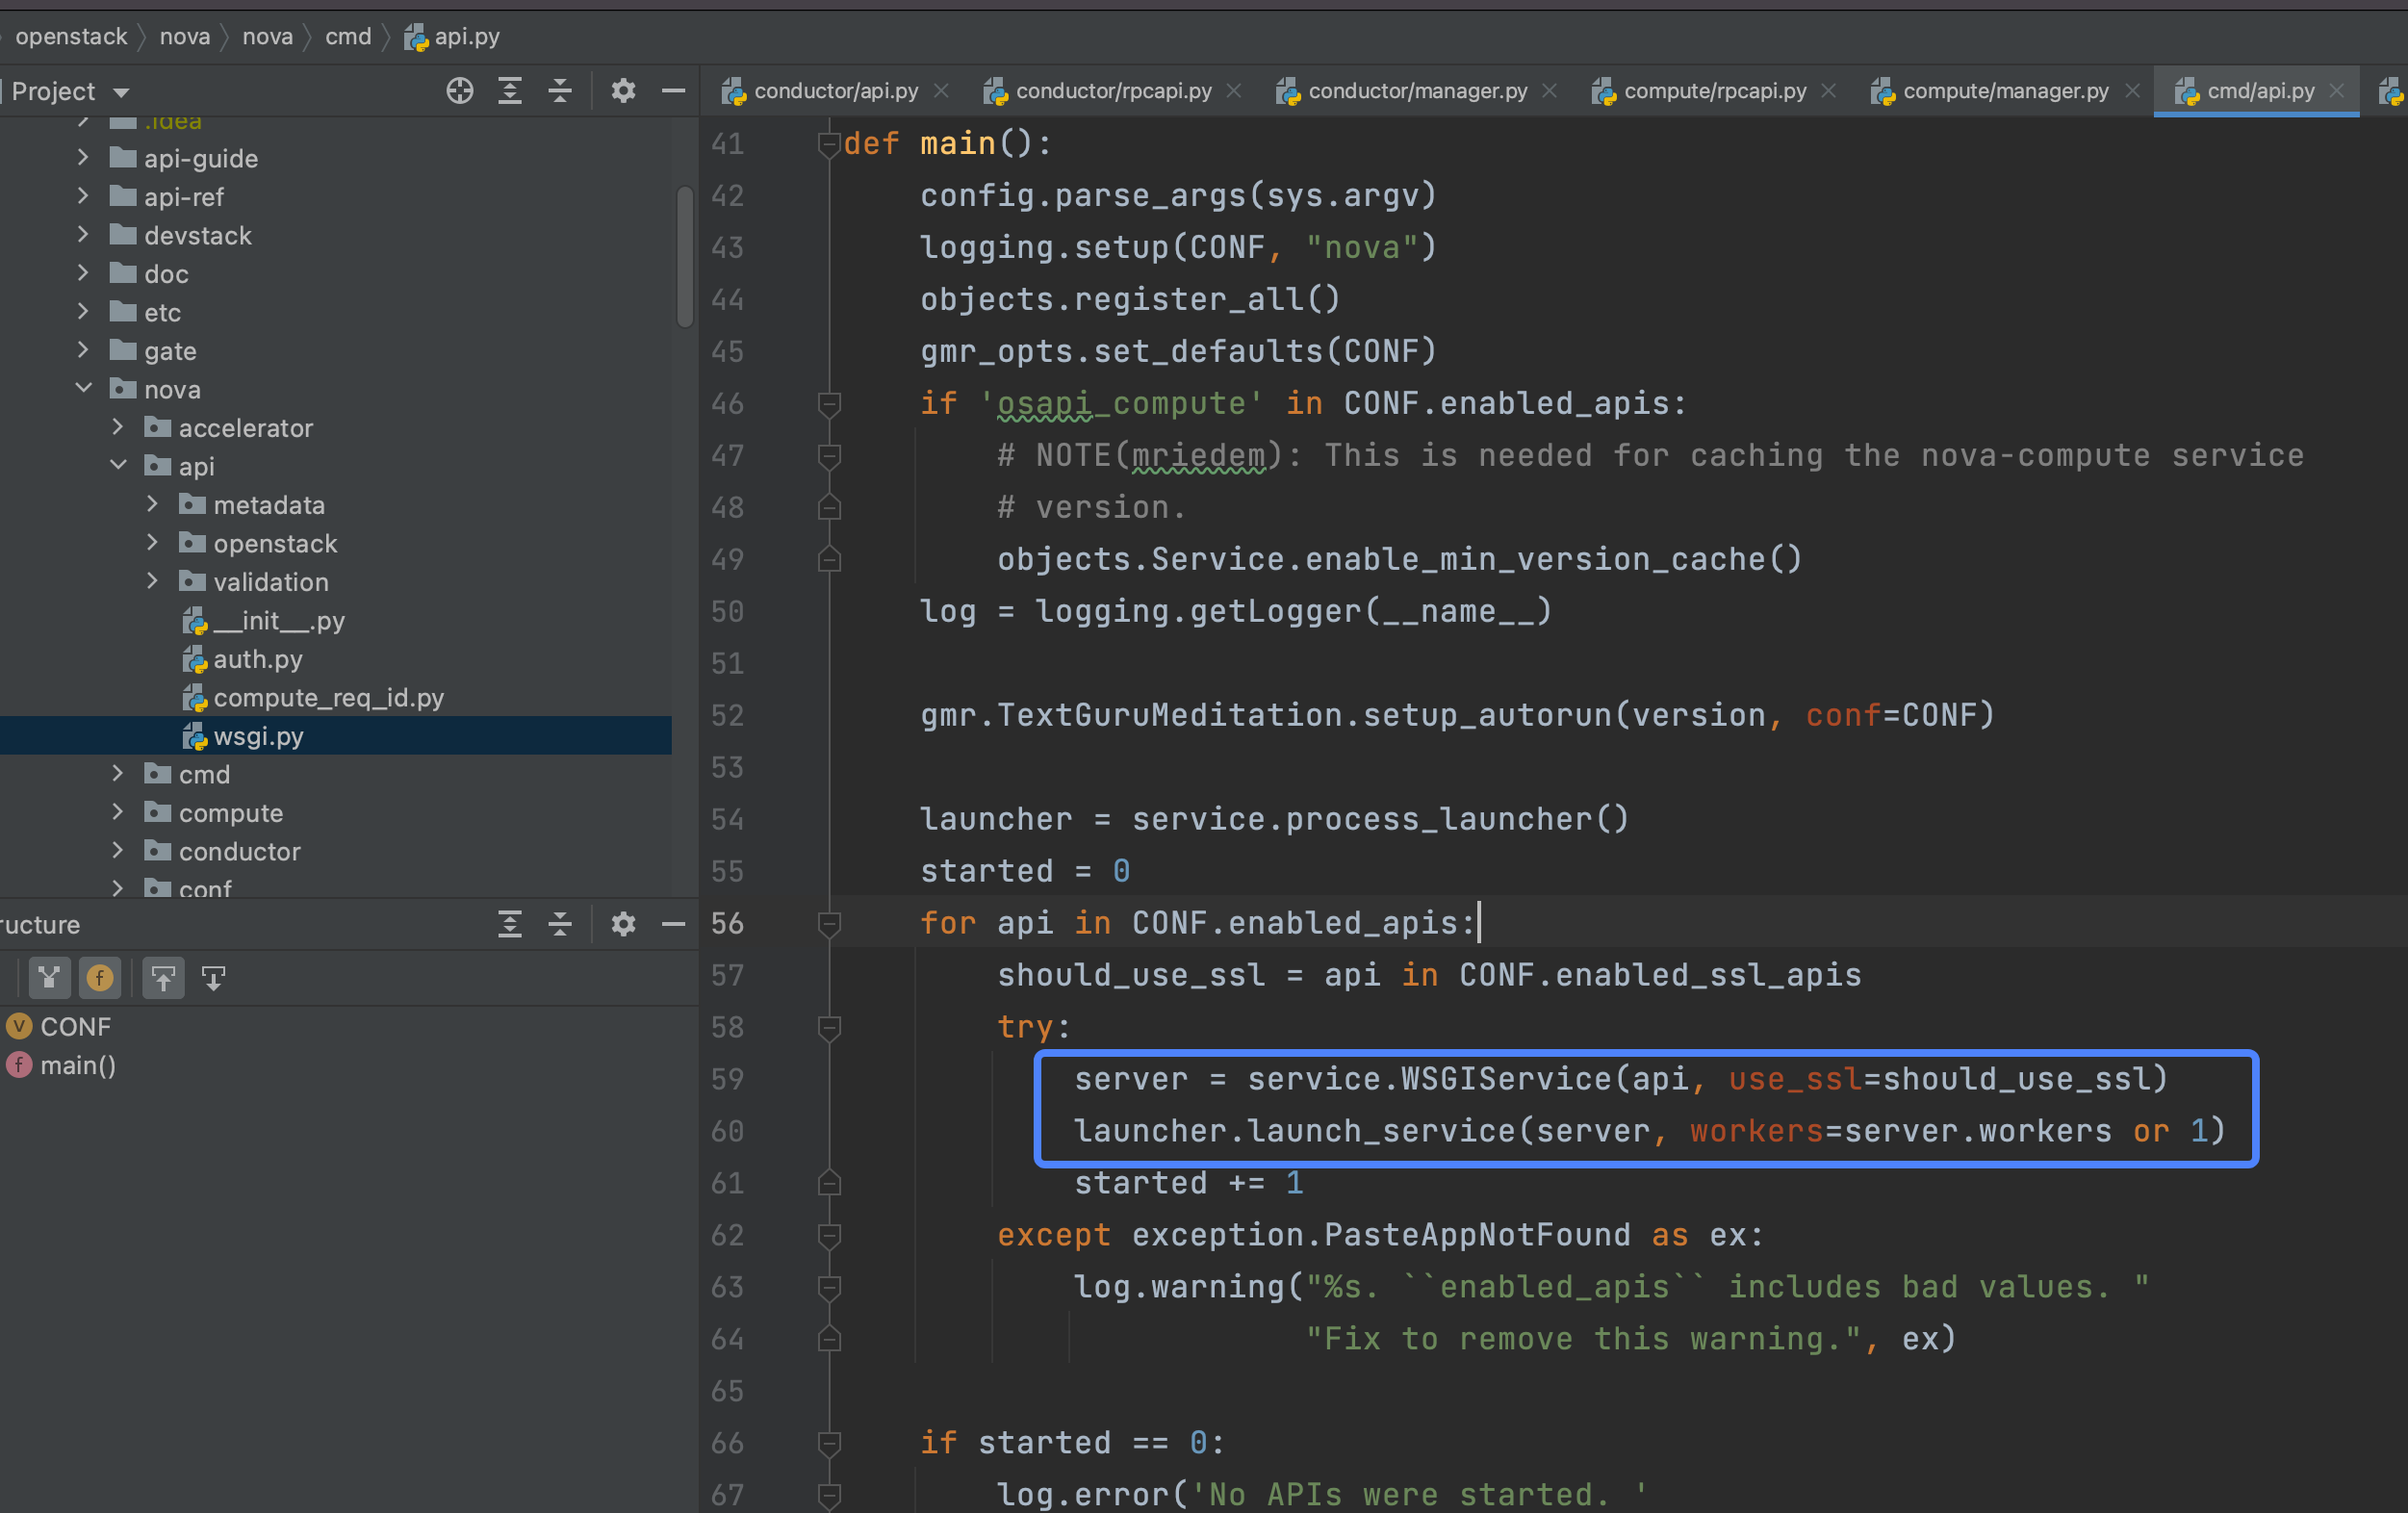 openstack nova nova cmd api.py
Project
conductor/api.py conductor/rpcapi.py conductor/manager.py compute/rpcapi.py compute/manager.py cmd/api.py
.idea
api-guide
api-ref
devstack
doc
etc
gate
nova
accelerator
api
metadata
openstack
validation
__init__.py
auth.py
compute_req_id.py
wsgi.py
cmd
compute
conductor
conf
ructure
f
V CONF
f main()
41 def main():
42 config.parse_args(sys.argv)
43 logging.setup(CONF, "nova")
44 objects.register_all()
45 gmr_opts.set_defaults(CONF)
46 if 'osapi_compute' in CONF.enabled_apis:
47 # NOTE(mriedem): This is needed for caching the nova-compute service
48 # version.
49 objects.Service.enable_min_version_cache()
50 log = logging.getLogger(__name__)
51
52 gmr.TextGuruMeditation.setup_autorun(version, conf=CONF)
53
54 launcher = service.process_launcher()
55 started = 0
56 for api in CONF.enabled_apis:
57 should_use_ssl = api in CONF.enabled_ssl_apis
58 try:
59 server = service.WSGIService(api, use_ssl=should_use_ssl)
60 launcher.launch_service(server, workers=server.workers or 1)
61 started += 1
62 except exception.PasteAppNotFound as ex:
63 log.warning("%s. ``enabled_apis`` includes bad values. "
64 "Fix to remove this warning.", ex)
65
66 if started == 0:
67 log.error('No APIs were started. '